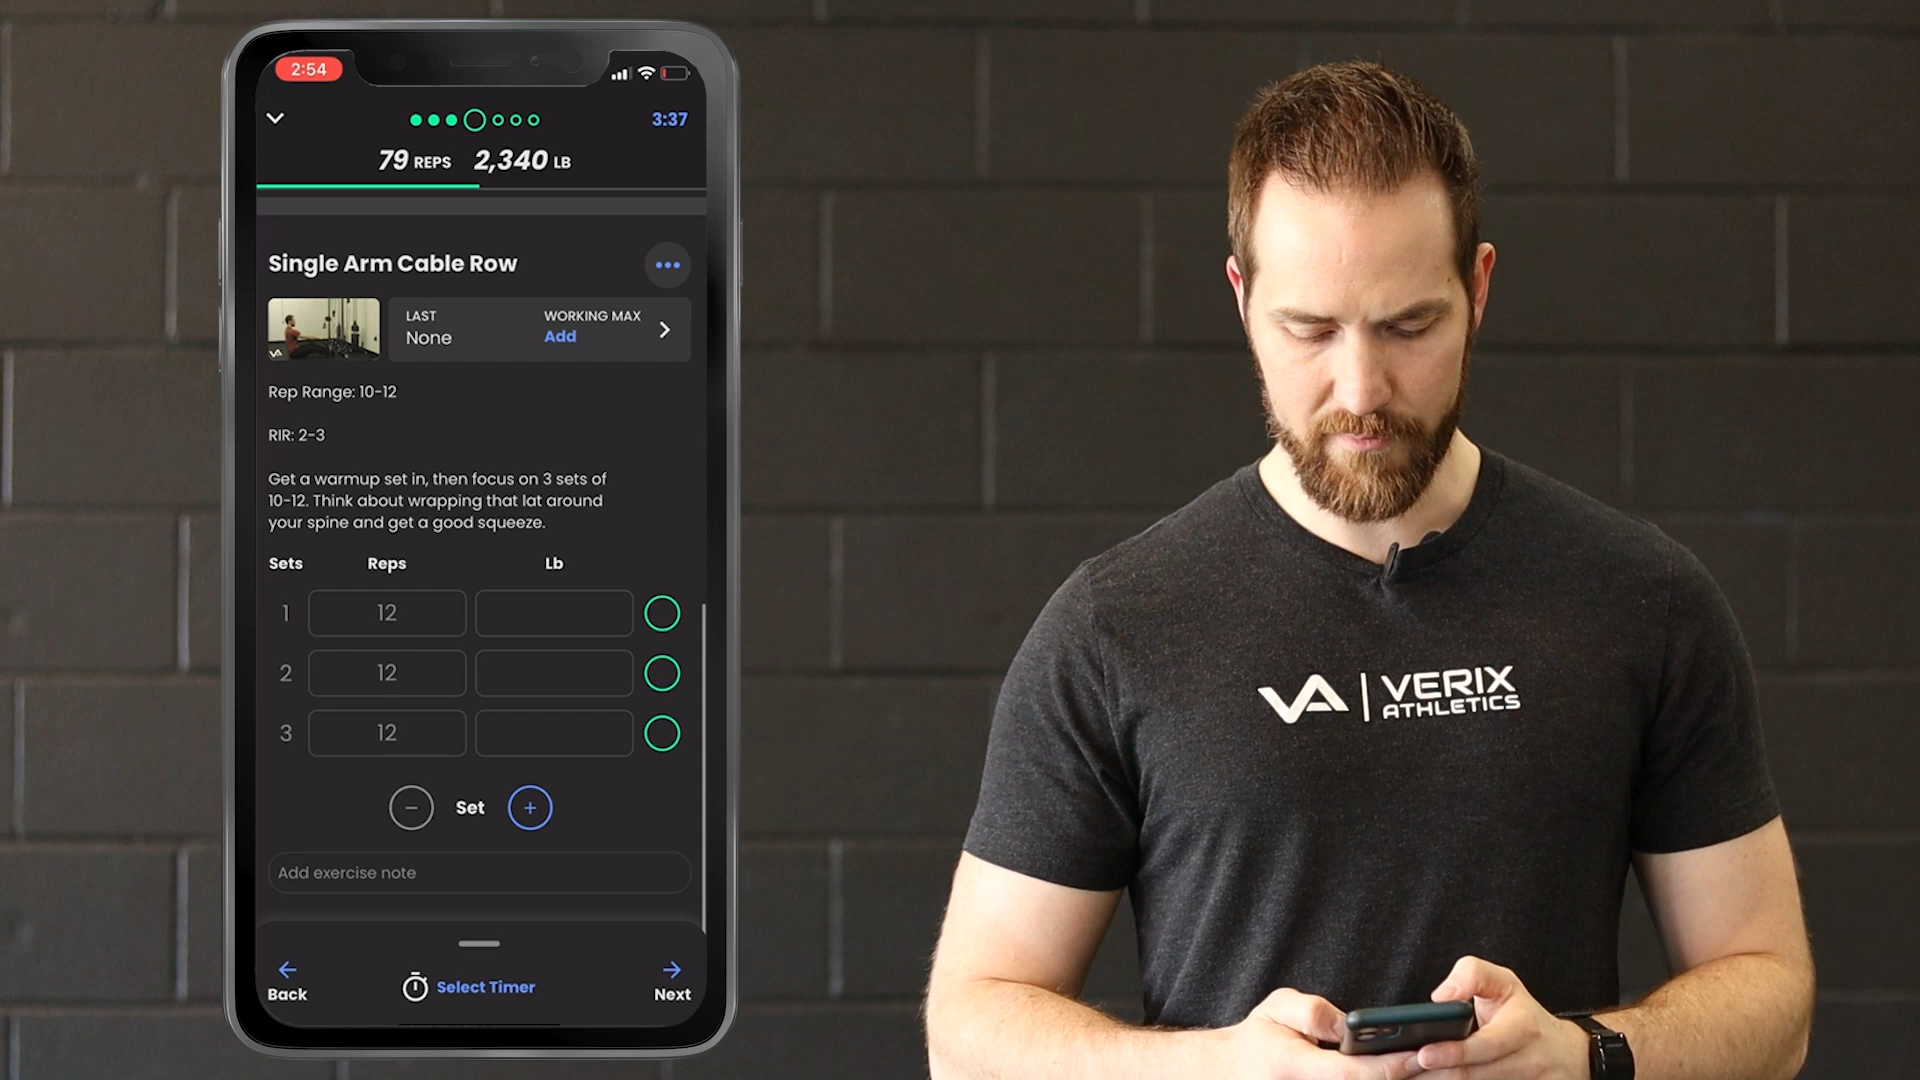 2:54
3:37
79 REPS 2,340 LB
Single Arm Cable Row
LAST
None
WORKING MAX
Add
VA
Rep Range: 10-12
RIR: 2-3
Get a warmup set in, then focus on 3 sets of
10-12. Think about wrapping that lat around
your spine and get a good squeeze.
Sets Reps Lb
1 12
2 12
3 12
Set
Add exercise note
Back
Select Timer
Next
VA | VERIX
ATHLETICS